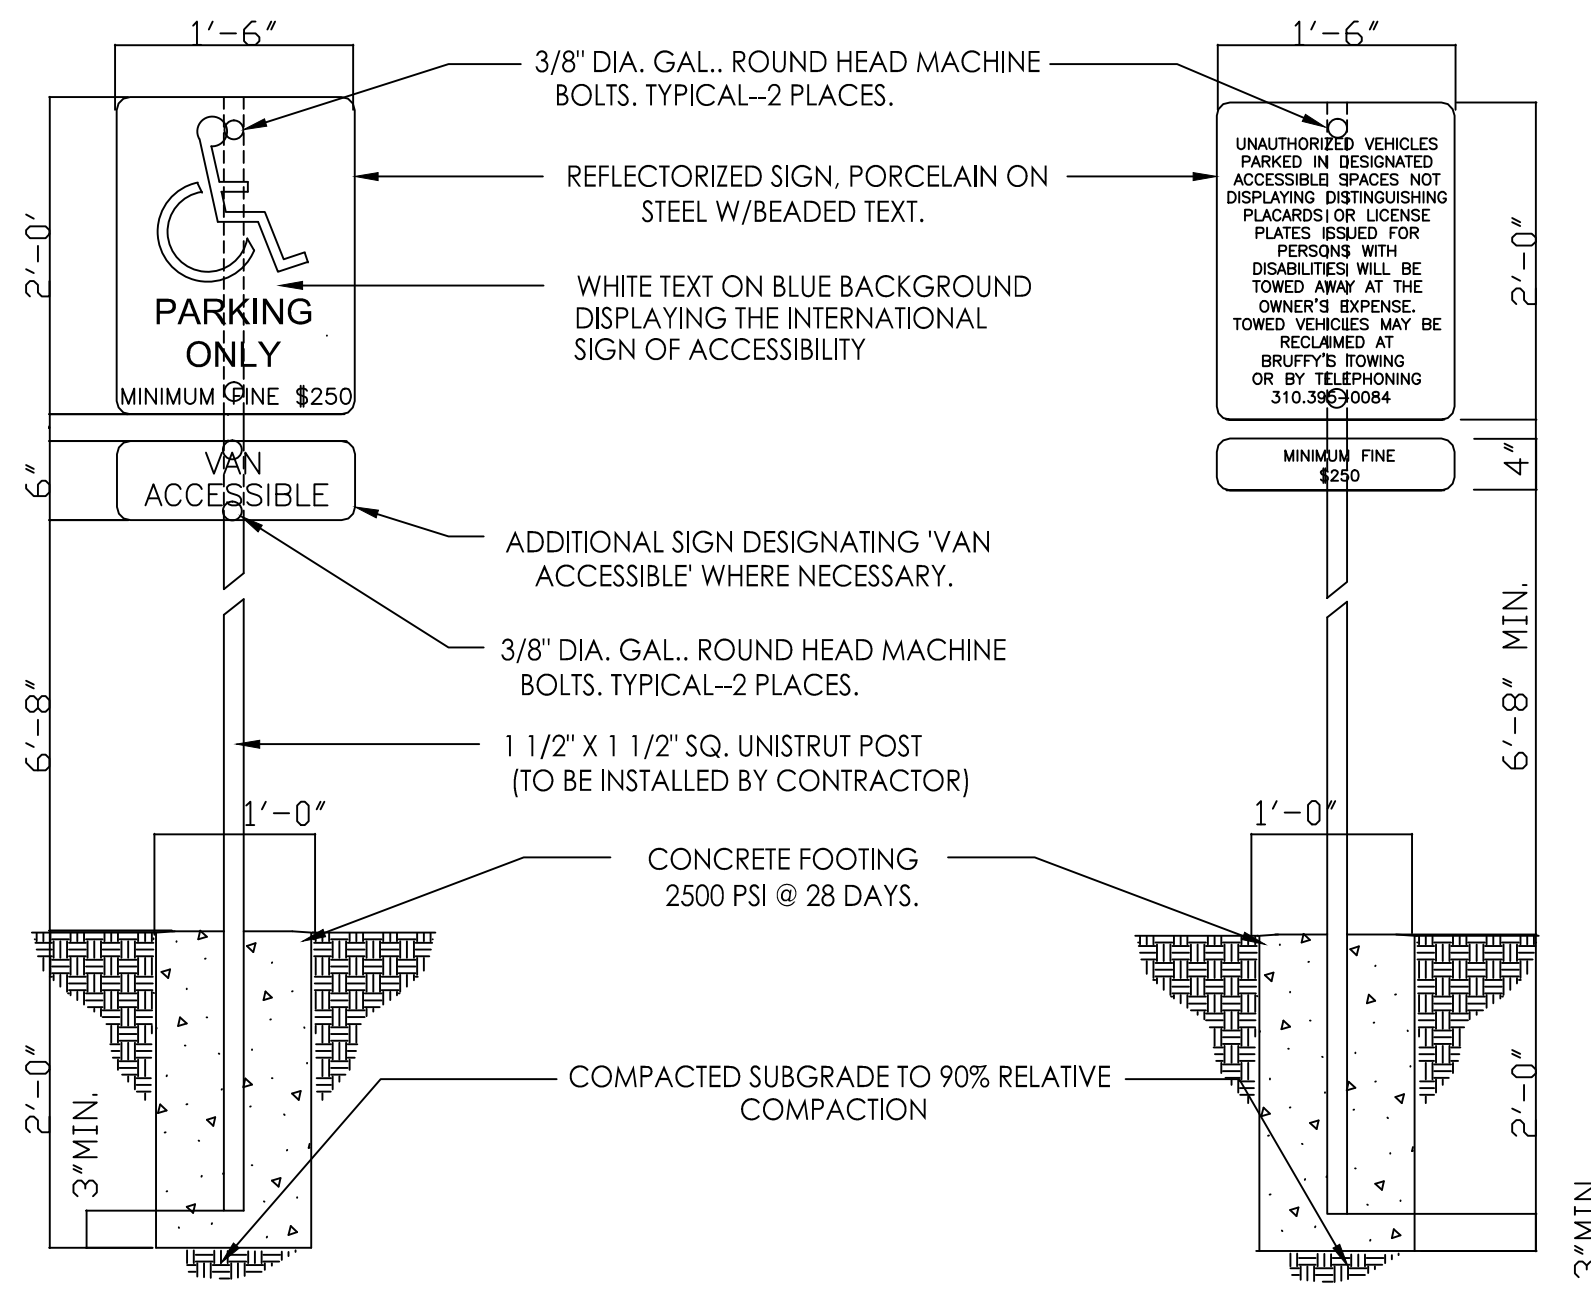 1'-6"
1'-6"
3/8" DIA. GAL.. ROUND HEAD MACHINE
BOLTS. TYPICAL--2 PLACES.
REFLECTORIZED SIGN, PORCELAIN ON
STEEL W/BEADED TEXT.
WHITE TEXT ON BLUE BACKGROUND
DISPLAYING THE INTERNATIONAL
SIGN OF ACCESSIBILITY
2'-0"
PARKING
ONLY
MINIMUM FINE $250
UNAUTHORIZED VEHICLES
PARKED IN DESIGNATED
ACCESSIBLE SPACES NOT
DISPLAYING DISTINGUISHING
PLACARDS OR LICENSE
PLATES ISSUED FOR
PERSONS WITH
DISABILITIES WILL BE
TOWED AWAY AT THE
OWNER'S EXPENSE.
TOWED VEHICLES MAY BE
RECLAIMED AT
BRUFFY'S TOWING
OR BY TELEPHONING
310.395-0084
2'-0"
6"
VAN
ACCESSIBLE
MINIMUM FINE
$250
4"
ADDITIONAL SIGN DESIGNATING 'VAN
ACCESSIBLE' WHERE NECESSARY.
3/8" DIA. GAL.. ROUND HEAD MACHINE
BOLTS. TYPICAL--2 PLACES.
6'-8"
6'-8" MIN.
1 1/2" X 1 1/2" SQ. UNISTRUT POST
(TO BE INSTALLED BY CONTRACTOR)
1'-0"
1'-0"
CONCRETE FOOTING
2500 PSI @ 28 DAYS.
COMPACTED SUBGRADE TO 90% RELATIVE
COMPACTION
2'-0"
3"MIN.
2'-0"
3"MIN